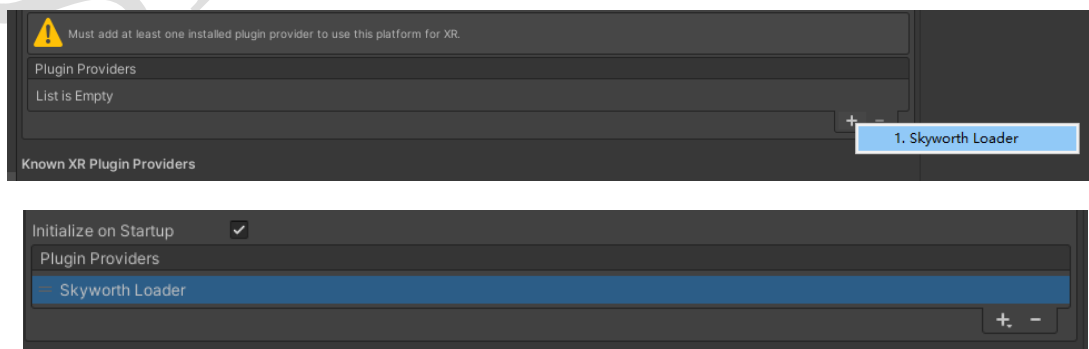 Must add at least one installed plugin provider to use this platform for XR.
Plugin Providers
List is Empty
1. Skyworth Loader
Known XR Plugin Providers
Initialize on Startup
Plugin Providers
Skyworth Loader